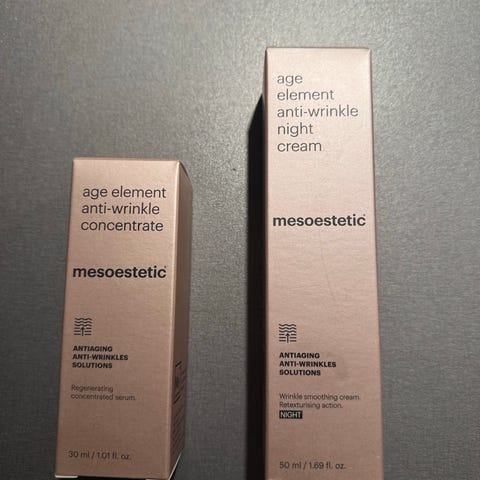 age element
anti-wrinkle
concentrate
mesoestetic®
ANTIAGING
ANTI-WRINKLES
SOLUTIONS
Regenerating
concentrated serum.
30 ml / 1.01 fl. oz.
age
element
anti-wrinkle
night
cream
mesoestetic®
ANTIAGING
ANTI-WRINKLES
SOLUTIONS
Wrinkle smoothing cream.
Retexturising action.
NIGHT
50 ml / 1.69 fl. oz.